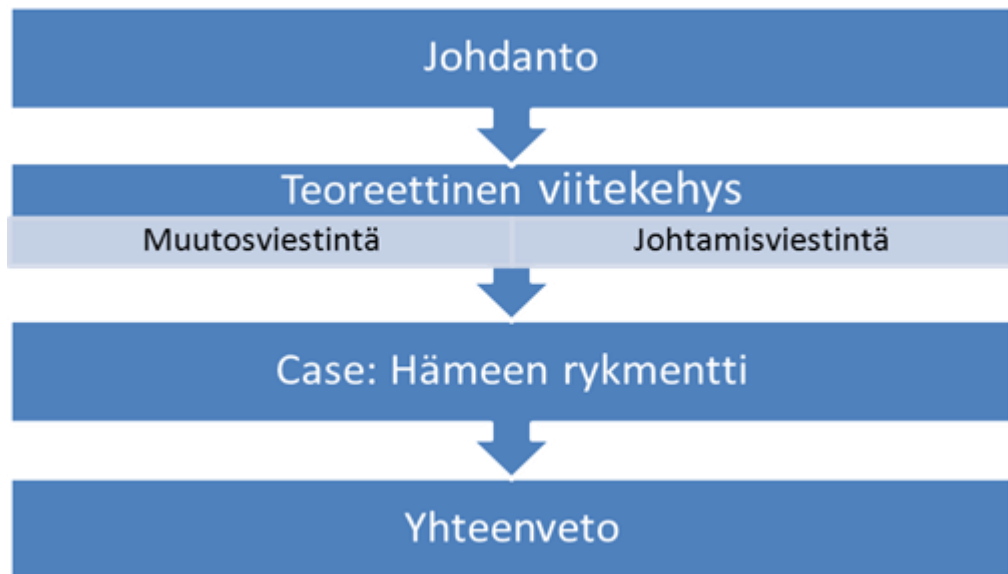 Johdanto
Teoreettinen viitekehys
Muutosviestintä Johtamisviestintä
Case: Hämeen rykmentti
Yhteenveto